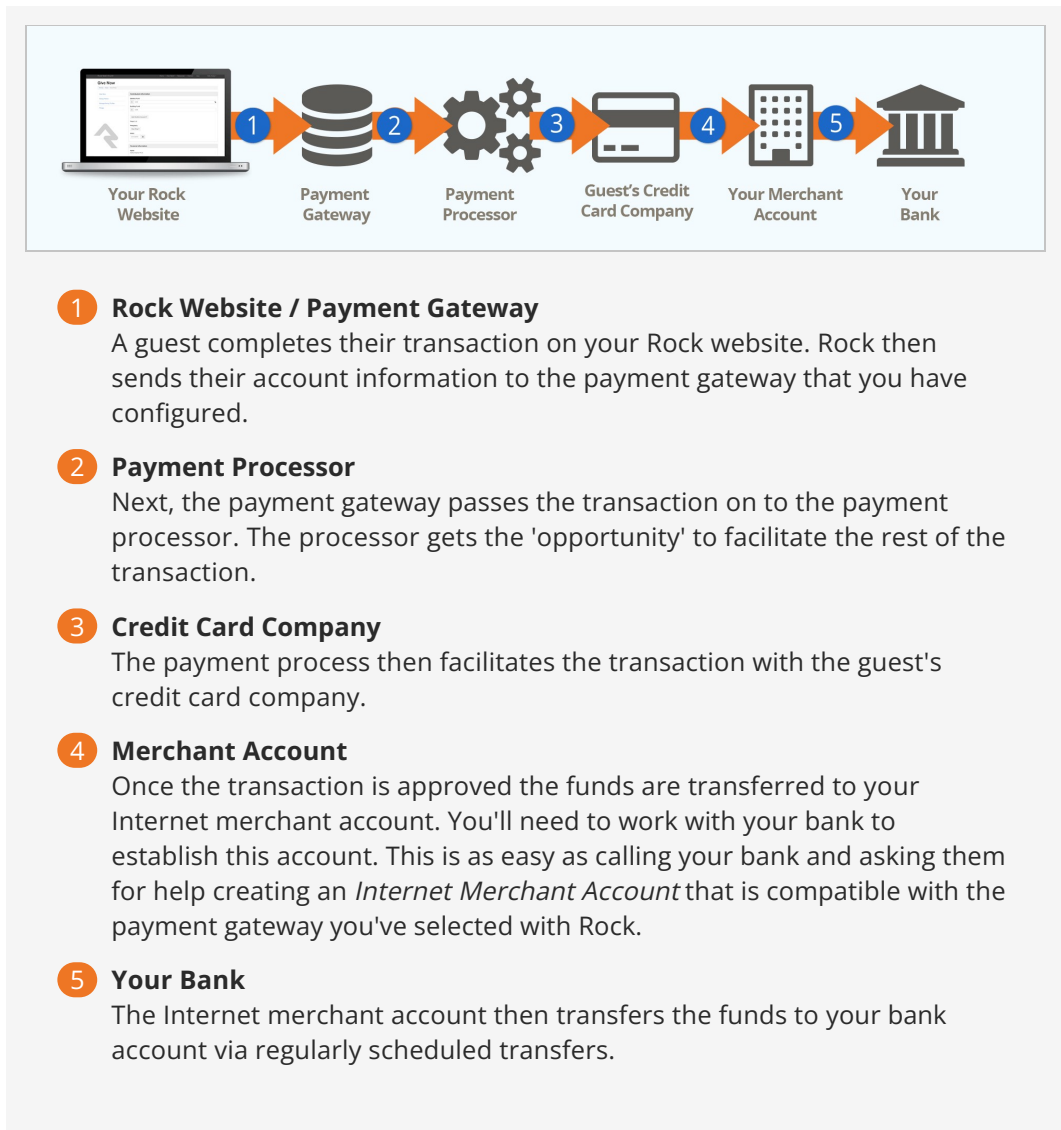 Give Now
1
2
3
4
5
Your Rock
Website
Payment
Gateway
Payment
Processor
Guest's Credit
Card Company
Your Merchant
Account
Your
Bank
1 Rock Website / Payment Gateway
A guest completes their transaction on your Rock website. Rock then
sends their account information to the payment gateway that you have
configured.
2 Payment Processor
Next, the payment gateway passes the transaction on to the payment
processor. The processor gets the 'opportunity' to facilitate the rest of the
transaction.
3 Credit Card Company
The payment process then facilitates the transaction with the guest's
credit card company.
4 Merchant Account
Once the transaction is approved the funds are transferred to your
Internet merchant account. You'll need to work with your bank to
establish this account. This is as easy as calling your bank and asking them
for help creating an Internet Merchant Account that is compatible with the
payment gateway you've selected with Rock.
5 Your Bank
The Internet merchant account then transfers the funds to your bank
account via regularly scheduled transfers.